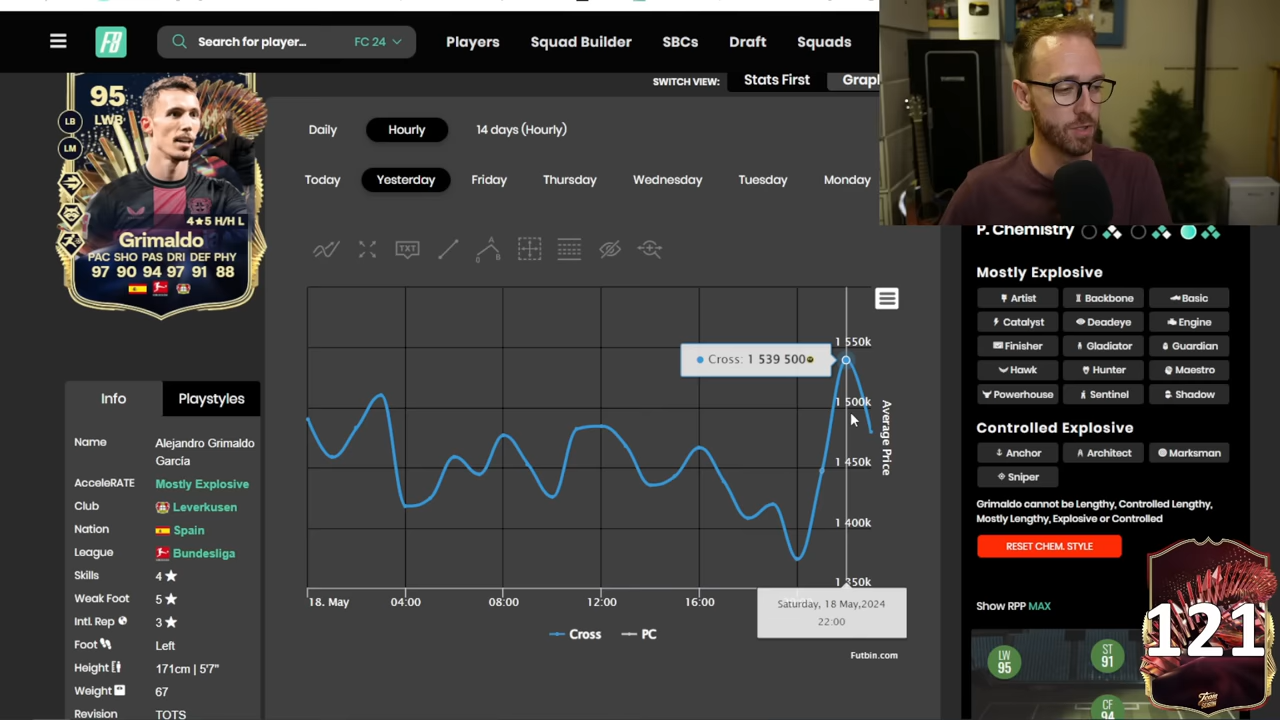 FB Search for player... FC 24 Players Squad Builder SBCs Draft Squads
SWITCH VIEW: Stats First Grap
95
LWB
LB
LM
4★5 H/H L
Grimaldo
PAC SHO PAS DRI DEF PHY
97 90 94 97 91 88
Daily Hourly 14 days (Hourly)
Today Yesterday Friday Thursday Wednesday Tuesday Monday
TXT
Cross: 1 539 500
1 550k
1 500k
1 450k
1 400k
1 350k
Average Price
18. May 04:00 08:00 12:00 16:00
Saturday, 18 May,2024
22:00
Cross PC
Futbin.com
Info Playstyles
Name Alejandro Grimaldo
García
AcceleRATE Mostly Explosive
Club Leverkusen
Nation Spain
League Bundesliga
Skills 4 ★
Weak Foot 5 ★
Intl. Rep 3 ★
Foot Left
Height 171cm | 5'7"
Weight 67
Revision TOTS
P. Chemistry
Mostly Explosive
Artist Backbone Basic
Catalyst Deadeye Engine
Finisher Gladiator Guardian
Hawk Hunter Maestro
Powerhouse Sentinel Shadow
Controlled Explosive
Anchor Architect Marksman
Sniper
Grimaldo cannot be Lengthy, Controlled Lengthy,
Mostly Lengthy, Explosive or Controlled
RESET CHEM. STYLE
Show RPP MAX
LW
95
ST
91
CF
94
121